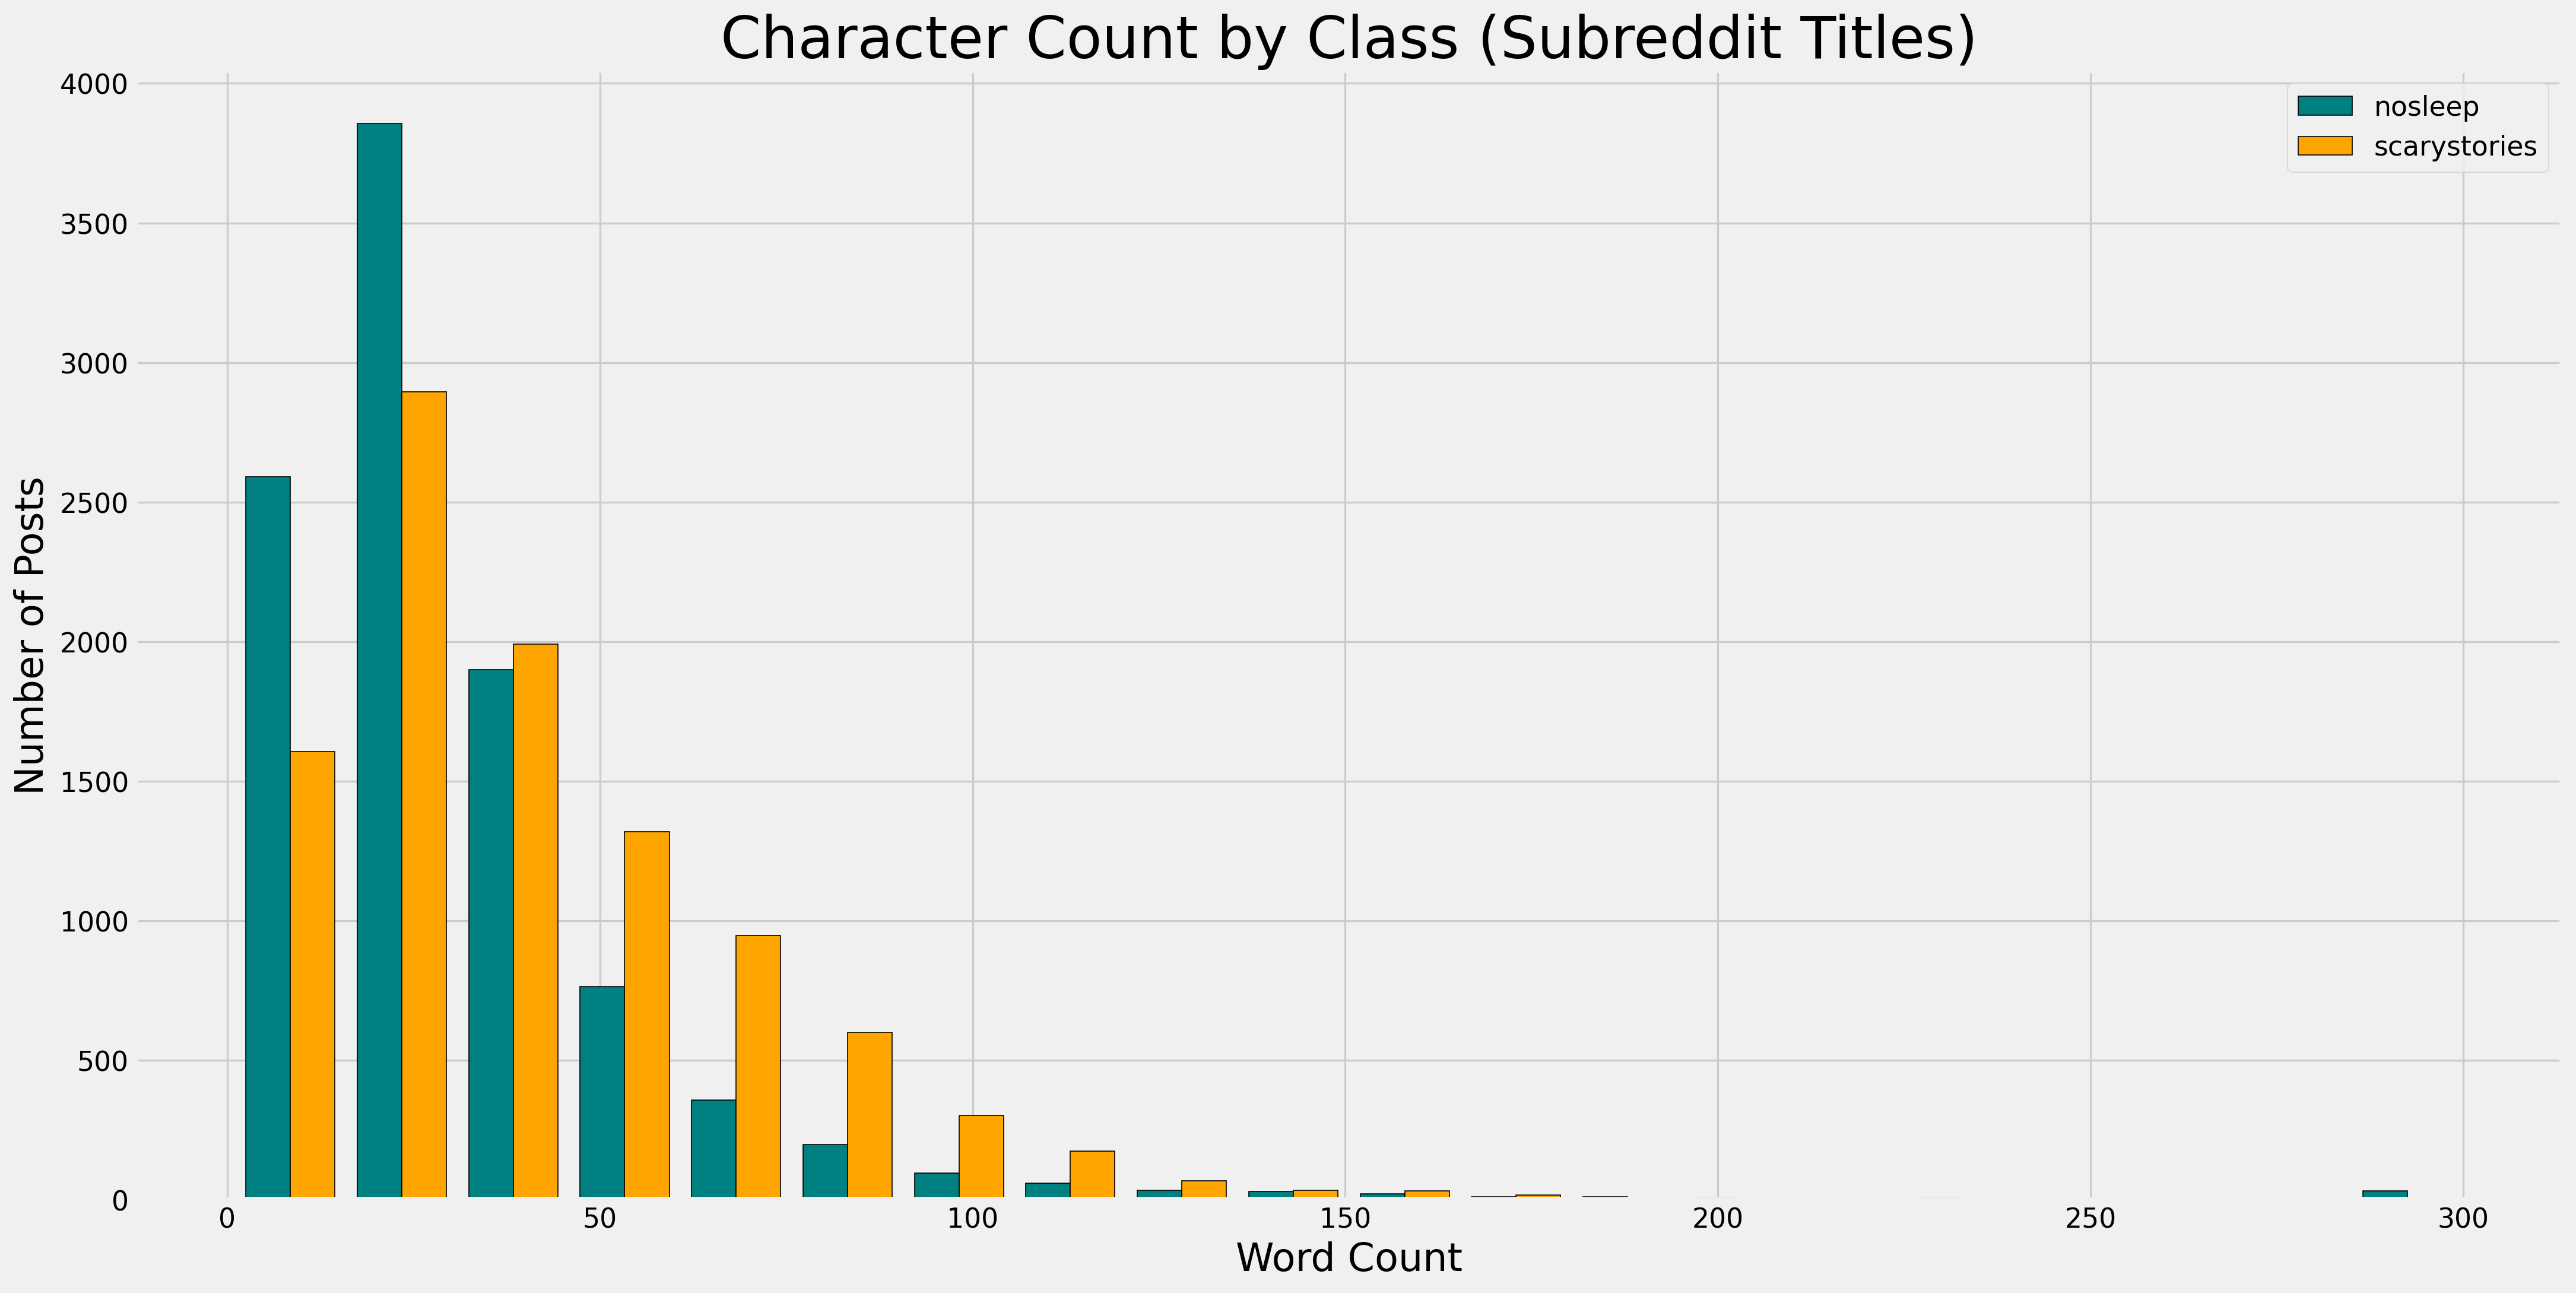 Character Count by Class (Subreddit Titles)
nosleep
scarystories
Number of Posts
4000
3500
3000
2500
2000
1500
1000
500
0
0 50 100 150 200 250 300
Word Count